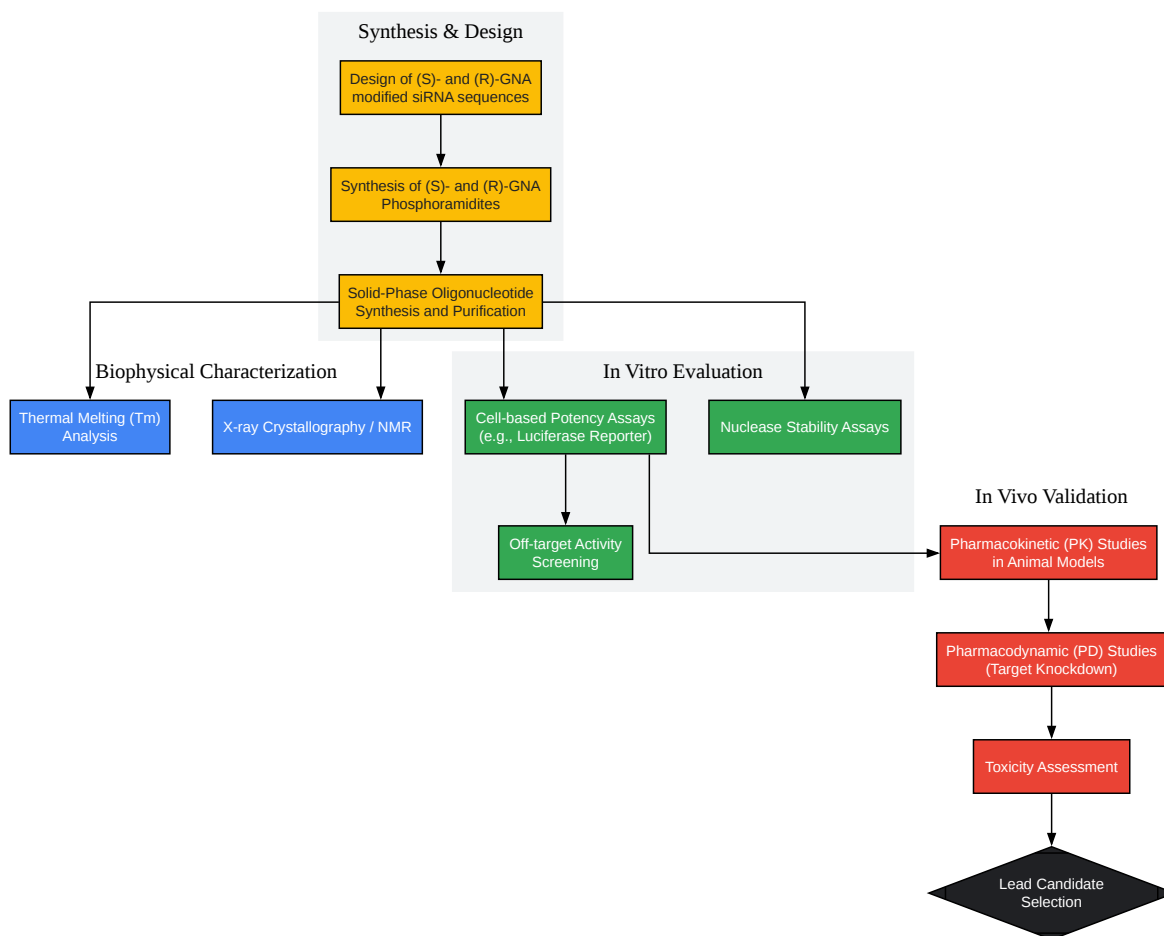 Synthesis & Design
Design of (S)- and (R)-GNA
modified siRNA sequences
Synthesis of (S)- and (R)-GNA
Phosphoramidites
Solid-Phase Oligonucleotide
Synthesis and Purification
Biophysical Characterization
Thermal Melting (Tm)
Analysis
X-ray Crystallography / NMR
In Vitro Evaluation
Cell-based Potency Assays
(e.g., Luciferase Reporter)
Nuclease Stability Assays
Off-target Activity
Screening
In Vivo Validation
Pharmacokinetic (PK) Studies
in Animal Models
Pharmacodynamic (PD) Studies
(Target Knockdown)
Toxicity Assessment
Lead Candidate
Selection